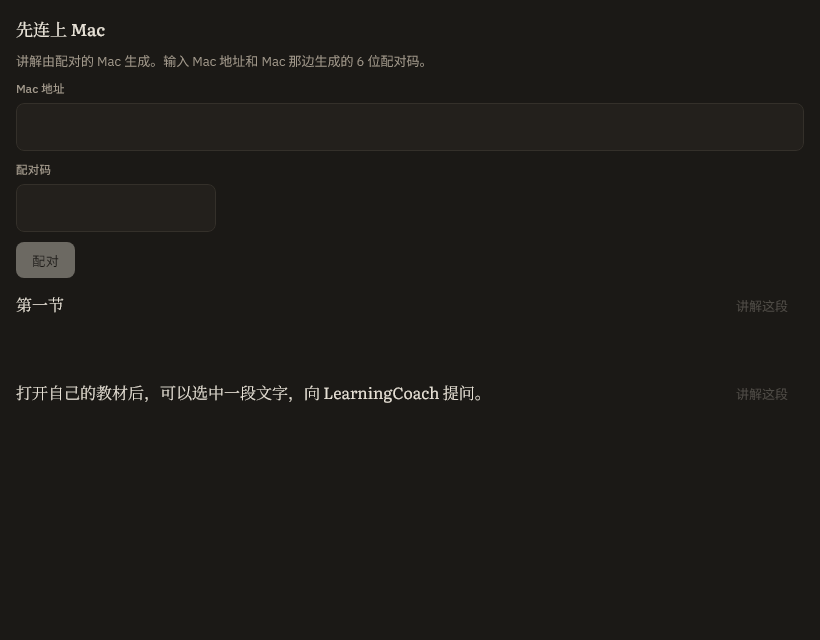 先连上 Mac
讲解由配对的 Mac 生成。输入 Mac 地址和 Mac 那边生成的 6 位配对码。
Mac 地址
配对码
配对
第一节
讲解这段
打开自己的教材后，可以选中一段文字，向 LearningCoach 提问。
讲解这段